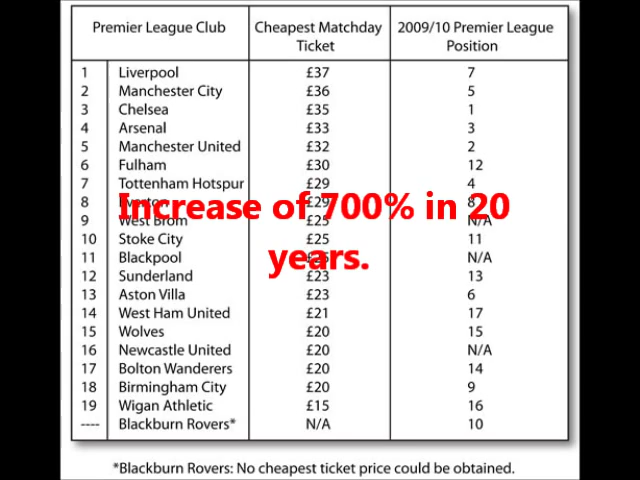 Premier League Club Cheapest Matchday Ticket 2009/10 Premier League Position
1 Liverpool £37 7
2 Manchester City £36 5
3 Chelsea £35 1
4 Arsenal £33 3
5 Manchester United £32 2
6 Fulham £30 12
7 Tottenham Hotspur £29 4
8 Everton £29 8
Increase of 700% in 20
9 West Brom £25 N/A
10 Stoke City £25 11
years.
11 Blackpool N/A
12 Sunderland £23 13
13 Aston Villa £23 6
14 West Ham United £21 17
15 Wolves £20 15
16 Newcastle United £20 N/A
17 Bolton Wanderers £20 14
18 Birmingham City £20 9
19 Wigan Athletic £15 16
---- Blackburn Rovers* N/A 10
*Blackburn Rovers: No cheapest ticket price could be obtained.